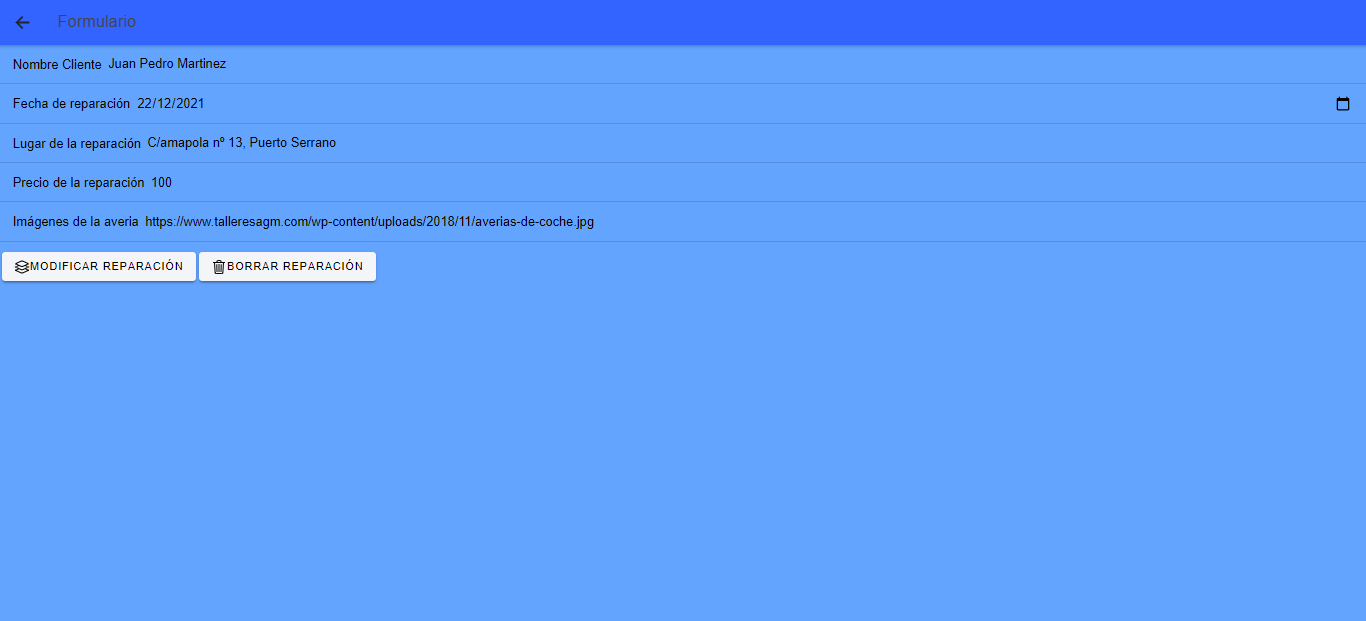 Formulario
Nombre Cliente Juan Pedro Martinez
Fecha de reparación 22/12/2021
Lugar de la reparación C/amapola nº 13, Puerto Serrano
Precio de la reparación 100
Imágenes de la averia https://www.talleresagm.com/wp-content/uploads/2018/11/averias-de-coche.jpg
MODIFICAR REPARACIÓN BORRAR REPARACIÓN